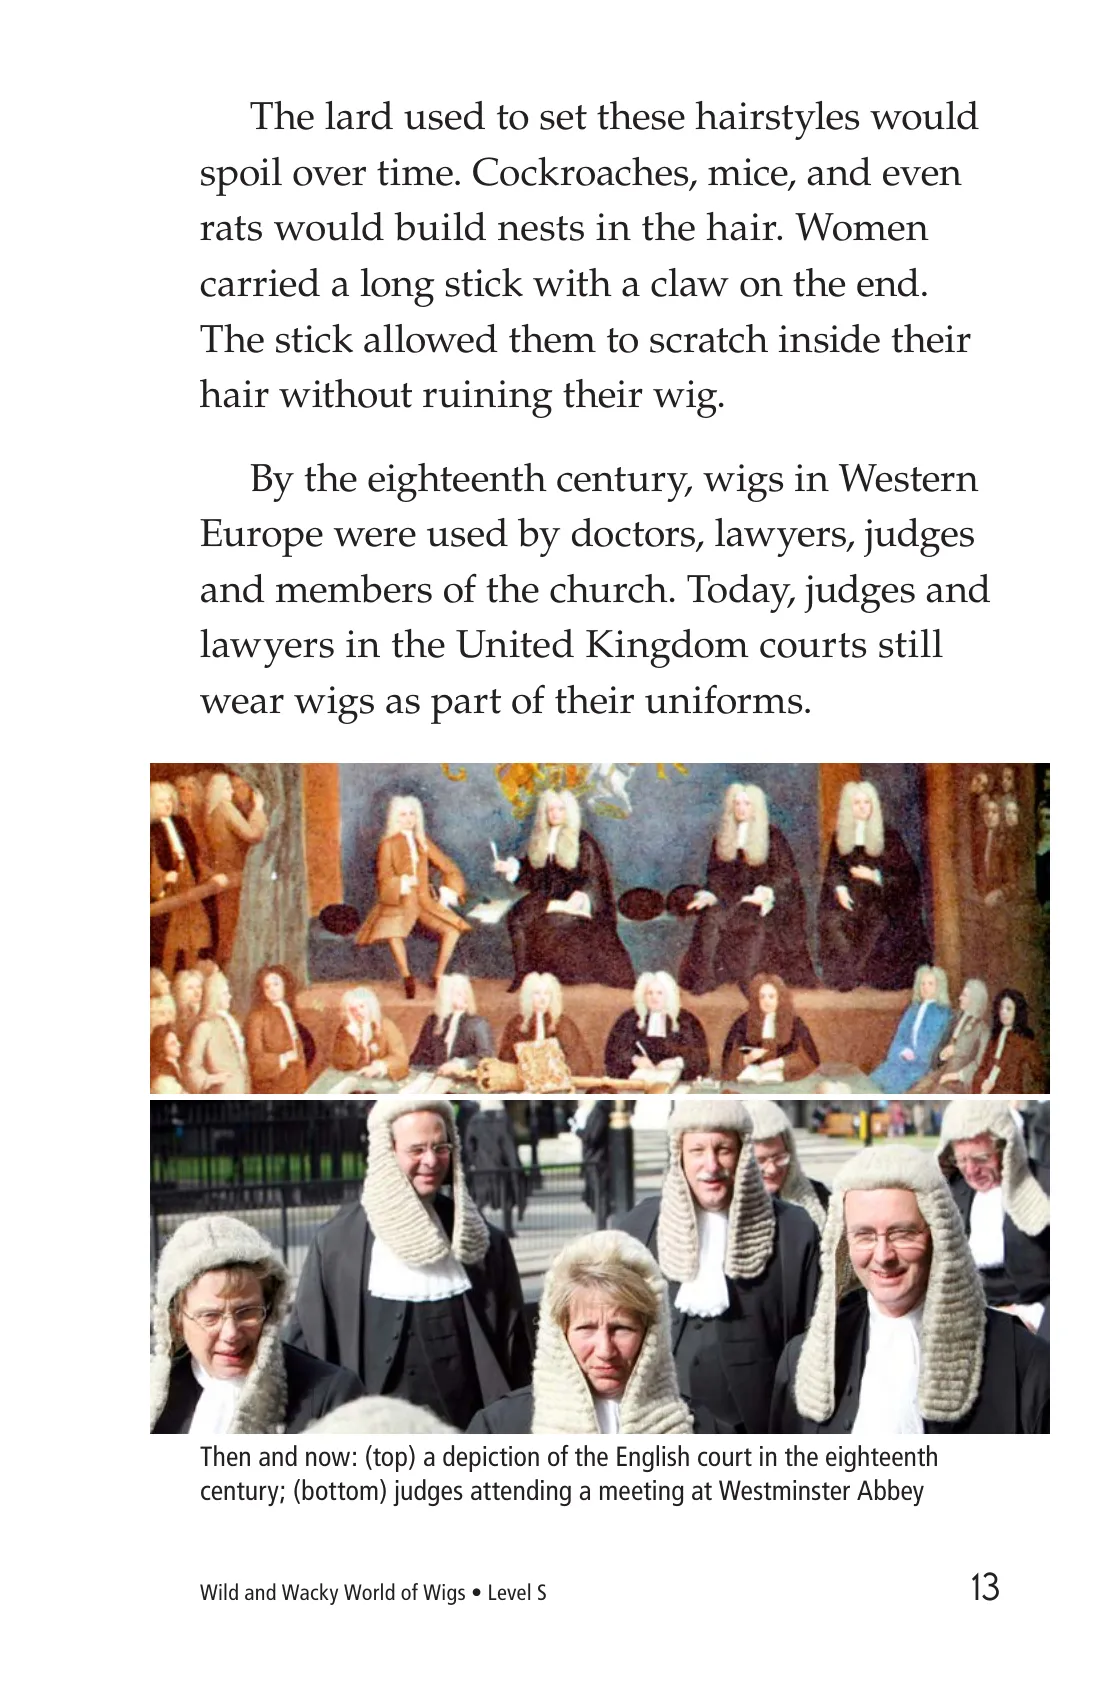 The lard used to set these hairstyles would
spoil over time. Cockroaches, mice, and even
rats would build nests in the hair. Women
carried a long stick with a claw on the end.
The stick allowed them to scratch inside their
hair without ruining their wig.
By the eighteenth century, wigs in Western
Europe were used by doctors, lawyers, judges
and members of the church. Today, judges and
lawyers in the United Kingdom courts still
wear wigs as part of their uniforms.
Then and now: (top) a depiction of the English court in the eighteenth
century; (bottom) judges attending a meeting at Westminster Abbey
Wild and Wacky World of Wigs • Level S
13